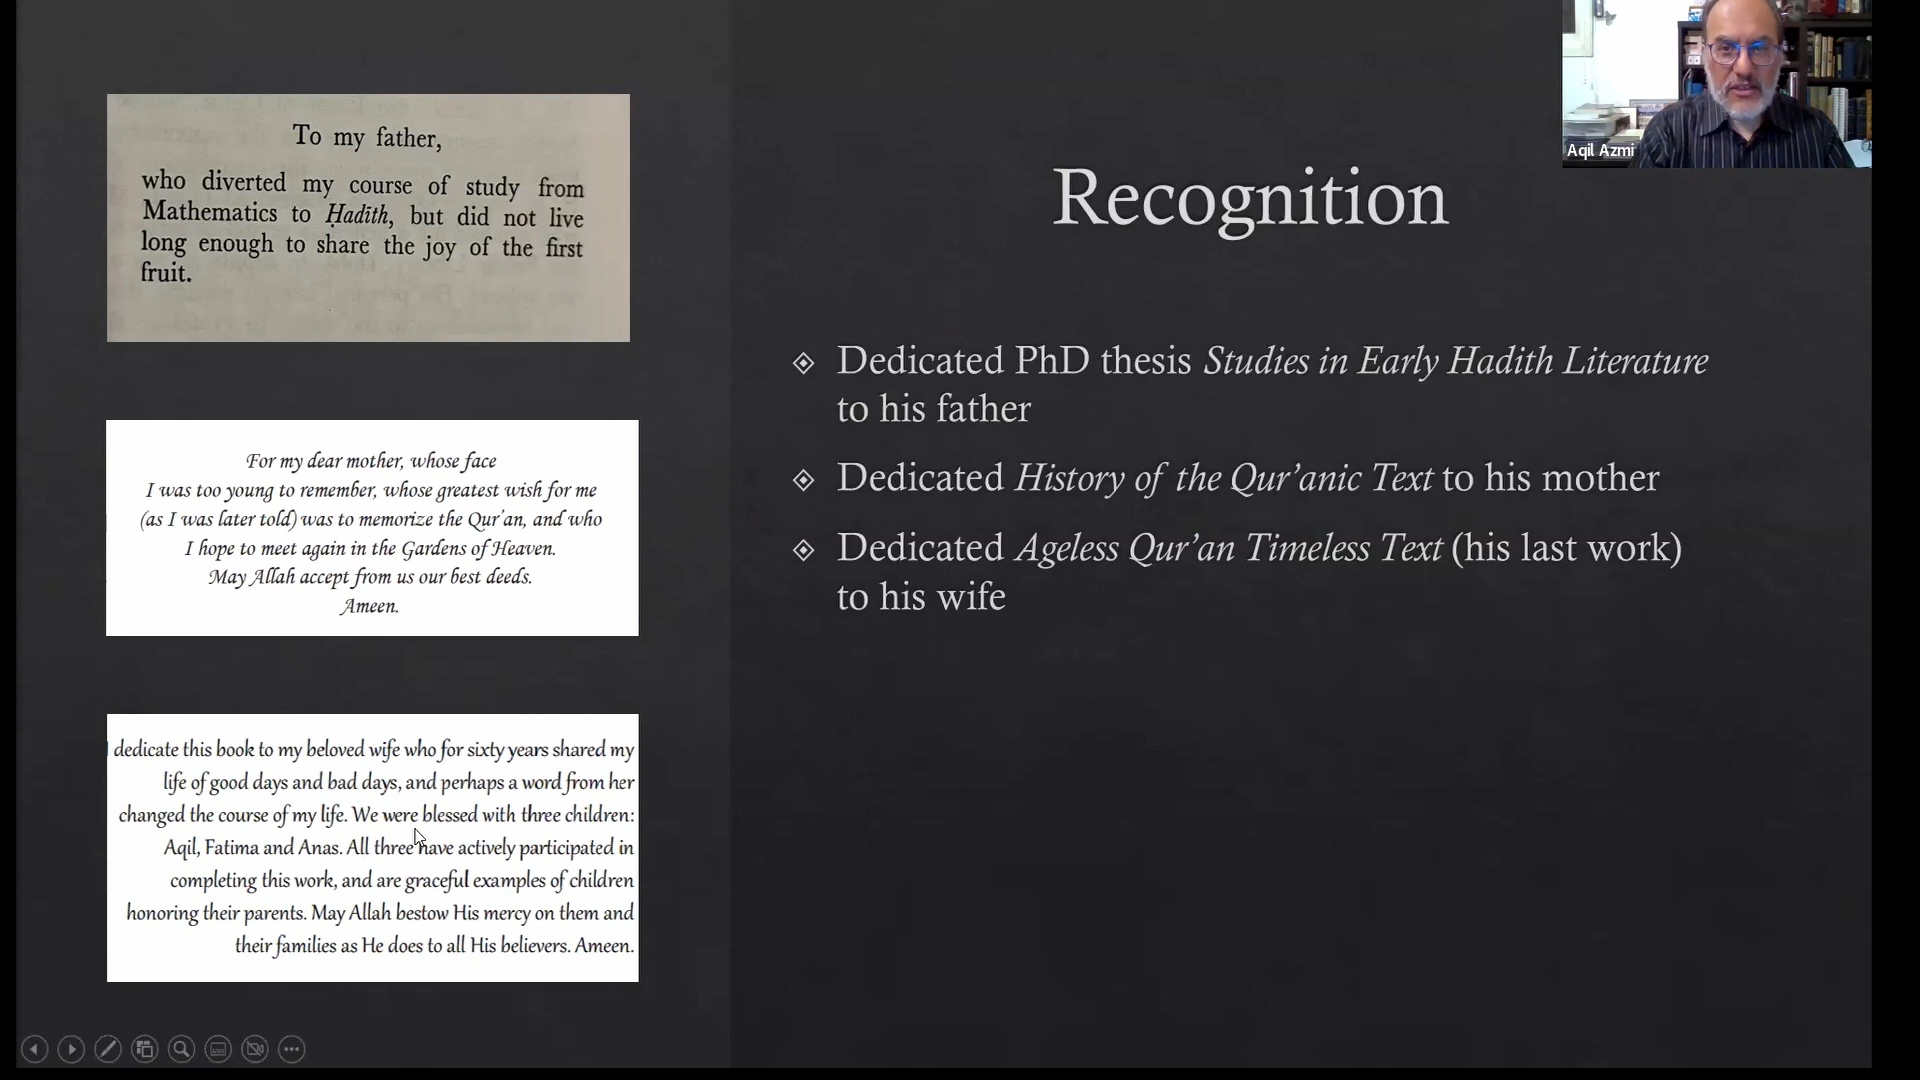 To my father,
who diverted my course of study from
Mathematics to Ḥadīth, but did not live
long enough to share the joy of the first
fruit.
For my dear mother, whose face
I was too young to remember, whose greatest wish for me
(as I was later told) was to memorize the Qur'an, and who
I hope to meet again in the Gardens of Heaven.
May Allah accept from us our best deeds.
Ameen.
I dedicate this book to my beloved wife who for sixty years shared my
life of good days and bad days, and perhaps a word from her
changed the course of my life. We were blessed with three children:
Aqil, Fatima and Anas. All three have actively participated in
completing this work, and are graceful examples of children
honoring their parents. May Allah bestow His mercy on them and
their families as He does to all His believers. Ameen.
Recognition
Dedicated PhD thesis Studies in Early Hadith Literature
to his father
Dedicated History of the Qur’anic Text to his mother
Dedicated Ageless Qur’an Timeless Text (his last work)
to his wife
Aqil Azmi